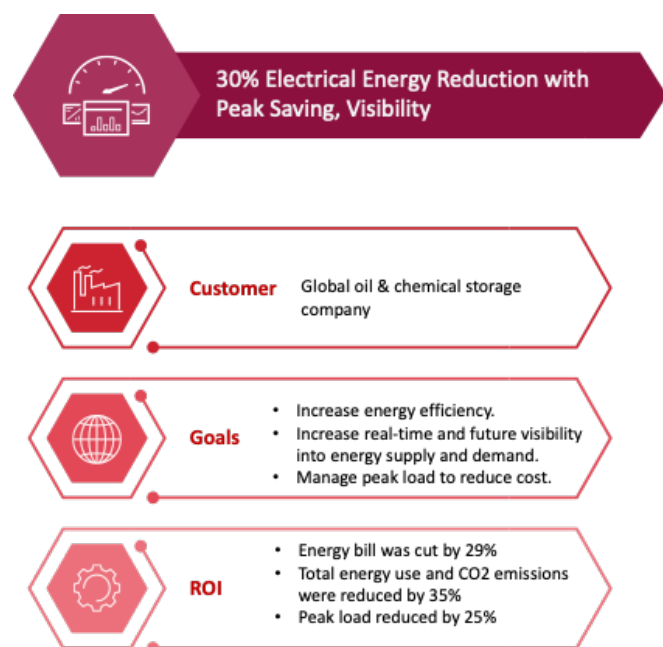 30% Electrical Energy Reduction with
Peak Saving, Visibility
Customer
Global oil & chemical storage
company
Goals
• Increase energy efficiency.
• Increase real-time and future visibility
into energy supply and demand.
• Manage peak load to reduce cost.
ROI
• Energy bill was cut by 29%
• Total energy use and CO2 emissions
were reduced by 35%
• Peak load reduced by 25%